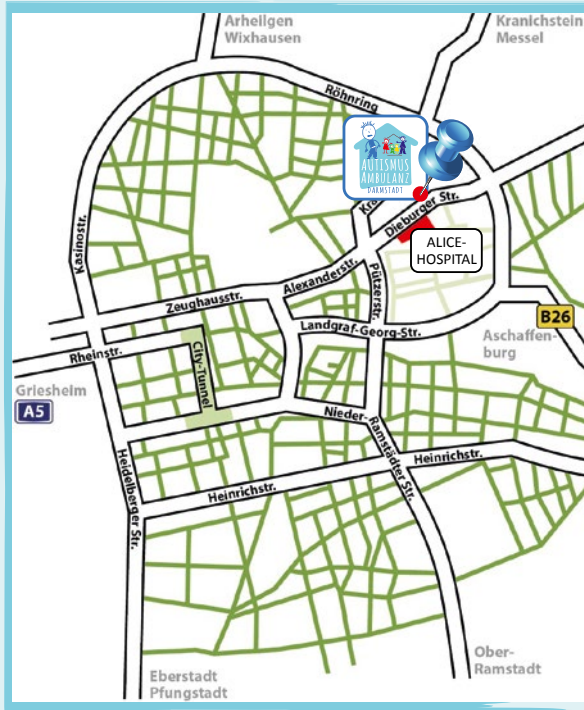 Arheilgen
Wixhausen
Kranichstein
Messel
Röhnring
AUTISMUS
AMBULANZ
DARMSTADT
Kra
Dieburger Str.
ALICE-
HOSPITAL
Kasinostr.
Alexanderstr.
Pützerstr.
Zeughausstr.
Landgraf-Georg-Str.
B26
Aschaffen-
burg
Rheinstr.
City-Tunnel
Griesheim
A5
Nieder-
Ramstädter Str.
Heinrichstr.
Heidelberger Str.
Heinrichstr.
Ober-
Ramstadt
Eberstadt
Pfungstadt